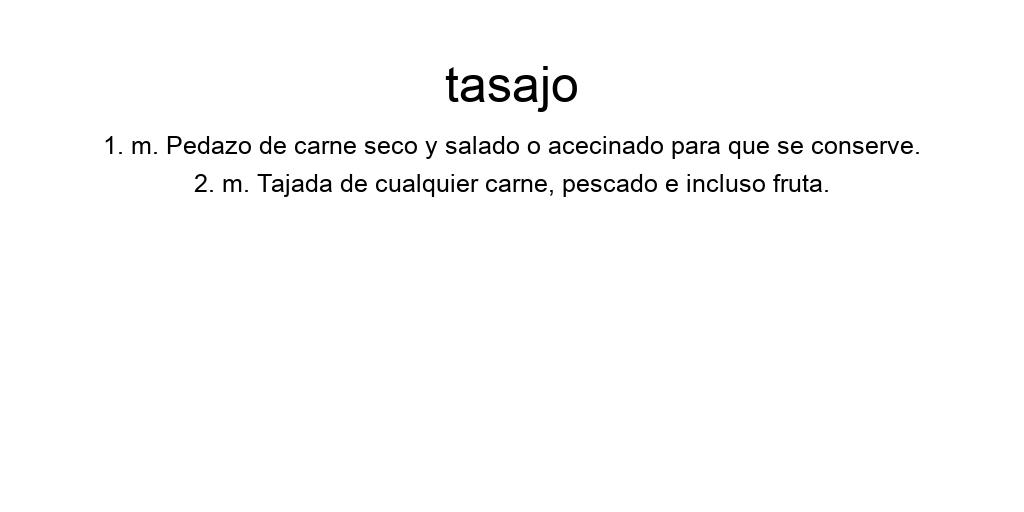 tasajo
1. m. Pedazo de carne seco y salado o acecinado para que se conserve.
2. m. Tajada de cualquier carne, pescado e incluso fruta.